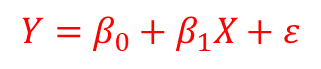 Y = β₀ + β₁X + ε